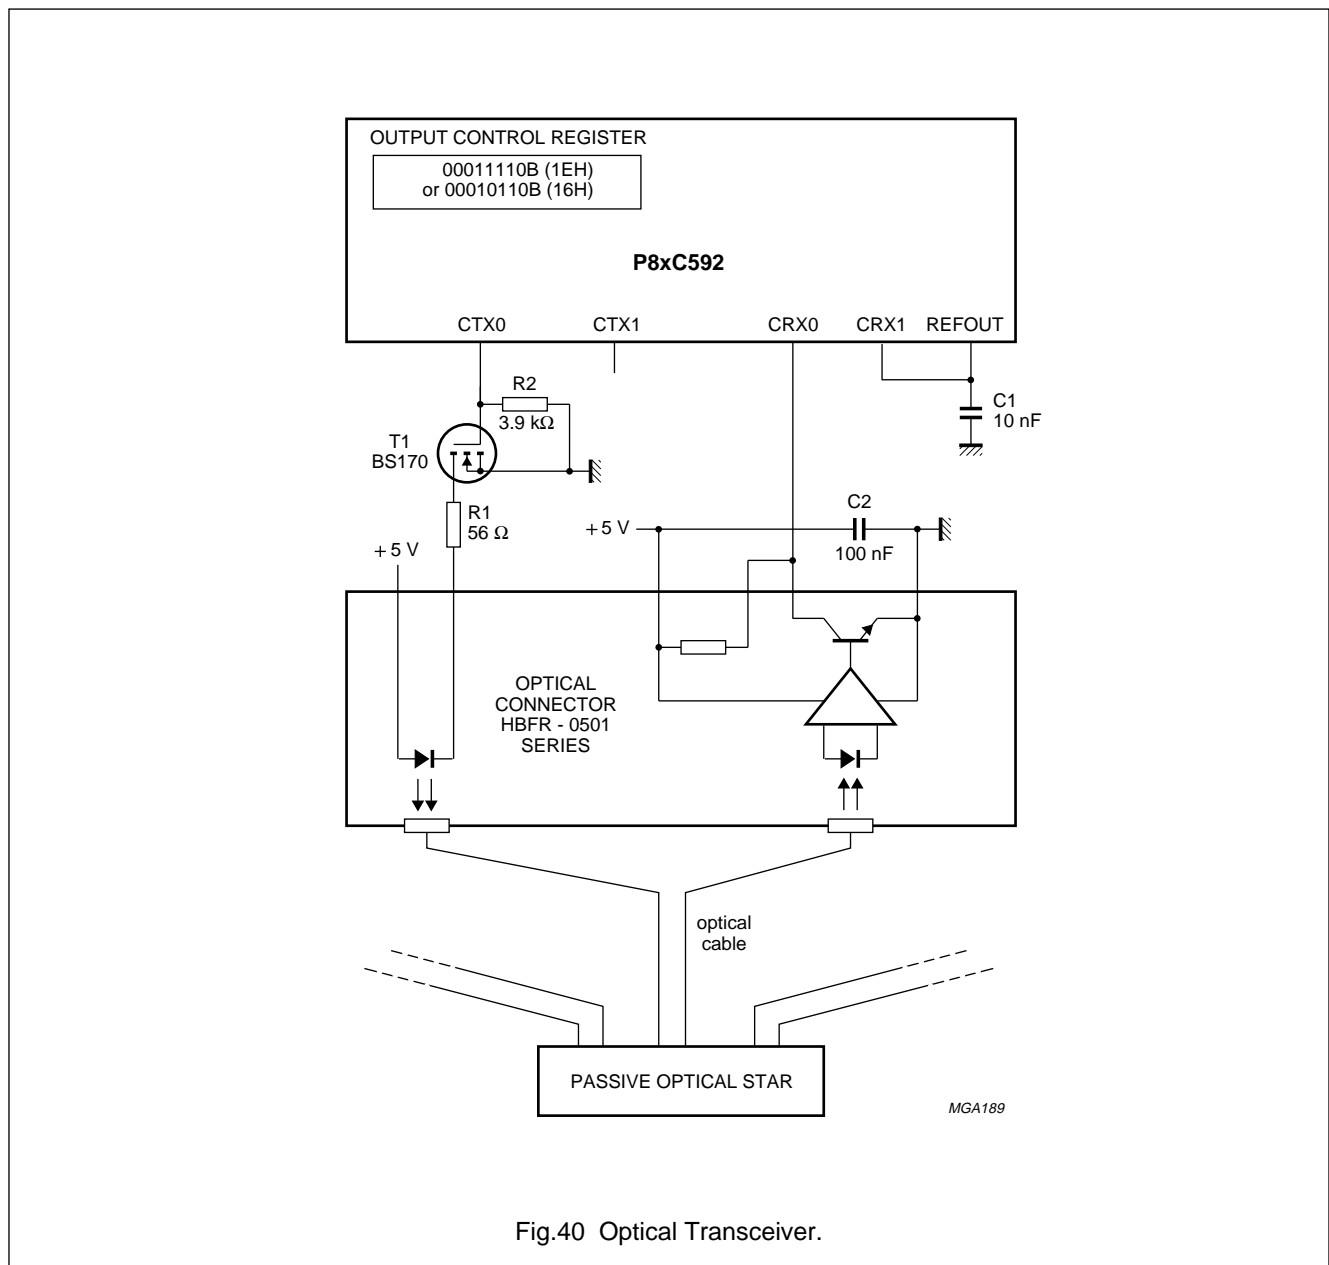 OUTPUT CONTROL REGISTER
00011110B (1EH)
or 00010110B (16H)
P8xC592
CTX0
CTX1
CRX0
CRX1
REFOUT
R2
3.9 kΩ
C1
10 nF
T1
BS170
R1
56 Ω
+5 V
+5 V
C2
100 nF
OPTICAL
CONNECTOR
HBFR - 0501
SERIES
optical
cable
PASSIVE OPTICAL STAR
MGA189
Fig.40 Optical Transceiver.